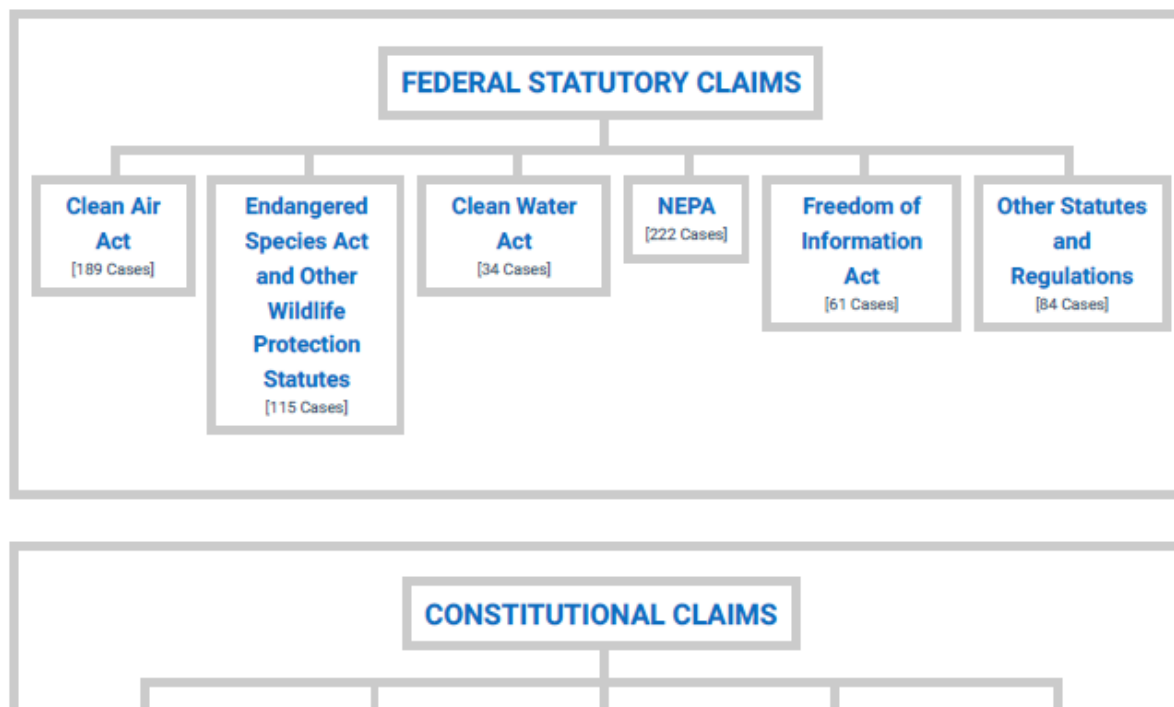 FEDERAL STATUTORY CLAIMS
Clean Air
Act
[189 Cases]
Endangered
Species Act
and Other
Wildlife
Protection
Statutes
[115 Cases]
Clean Water
Act
[34 Cases]
NEPA
[222 Cases]
Freedom of
Information
Act
[61 Cases]
Other Statutes
and
Regulations
[84 Cases]
CONSTITUTIONAL CLAIMS